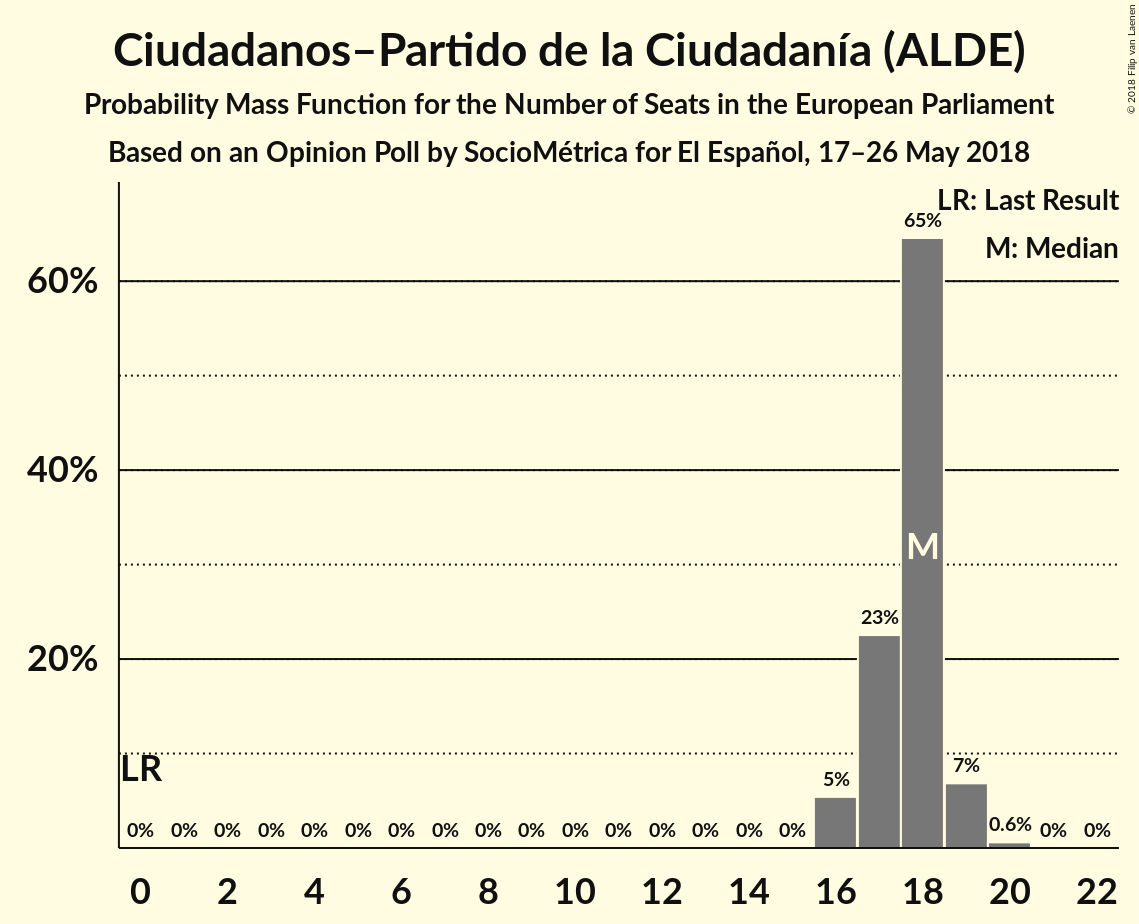 Ciudadanos–Partido de la Ciudadanía (ALDE)
Probability Mass Function for the Number of Seats in the European Parliament
Based on an Opinion Poll by SocioMétrica for El Español, 17–26 May 2018
© 2018 Filip van Laenen
LR: Last Result
M: Median
65%
60%
40%
M
23%
20%
LR
5%
7%
0% 0% 0% 0% 0% 0% 0% 0% 0% 0% 0% 0% 0% 0% 0% 0% 0.6% 0% 0%
0 2 4 6 8 10 12 14 16 18 20 22